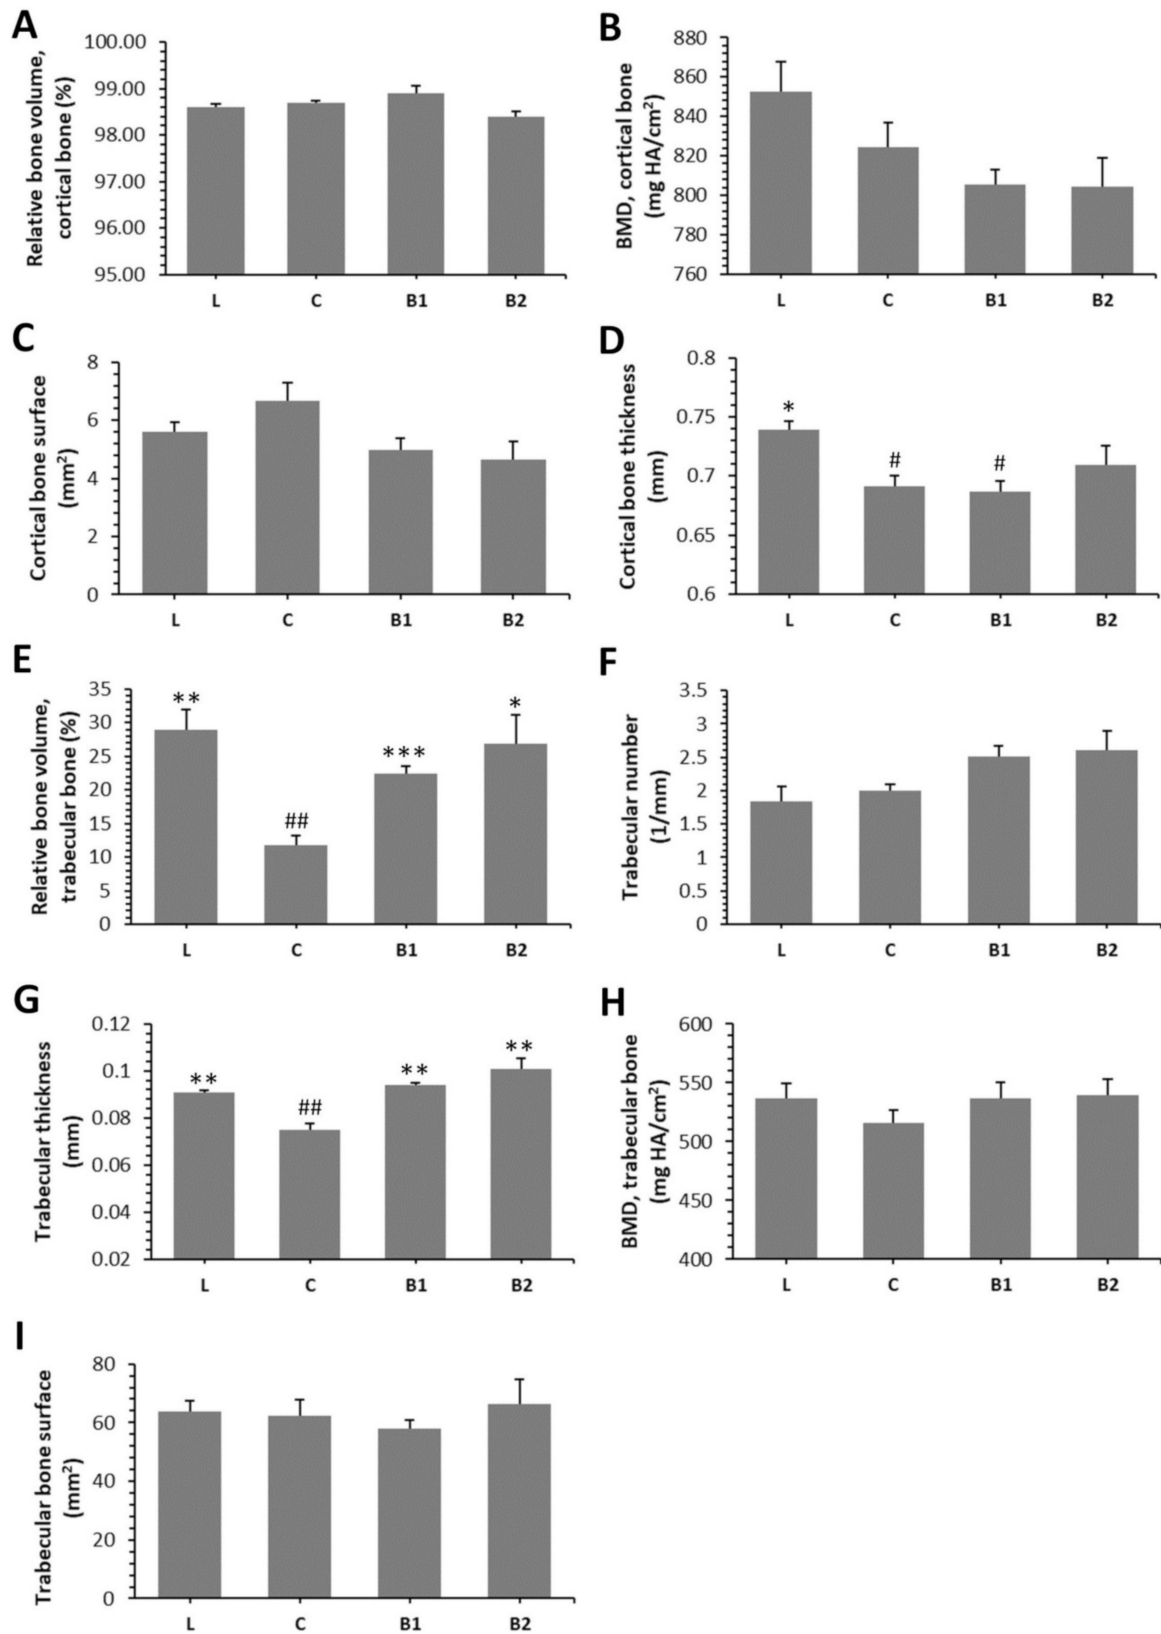 A
Relative bone volume,
cortical bone (%)
100.00
99.00
98.00
97.00
96.00
95.00
L C B1 B2
B
BMD, cortical bone
(mg HA/cm²)
880
860
840
820
800
780
760
L C B1 B2
C
Cortical bone surface
(mm²)
8
6
4
2
0
L C B1 B2
D
Cortical bone thickness
(mm)
0.8
0.75
0.7
0.65
0.6
*
#
#
L C B1 B2
E
Relative bone volume,
trabecular bone (%)
35
30
25
20
15
10
5
0
**
##
***
*
L C B1 B2
F
Trabecular number
(1/mm)
3.5
3
2.5
2
1.5
1
0.5
0
L C B1 B2
G
Trabecular thickness
(mm)
0.12
0.1
0.08
0.06
0.04
0.02
**
##
**
**
L C B1 B2
H
BMD, trabecular bone
(mg HA/cm²)
600
550
500
450
400
L C B1 B2
I
Trabecular bone surface
(mm²)
80
60
40
20
0
L C B1 B2